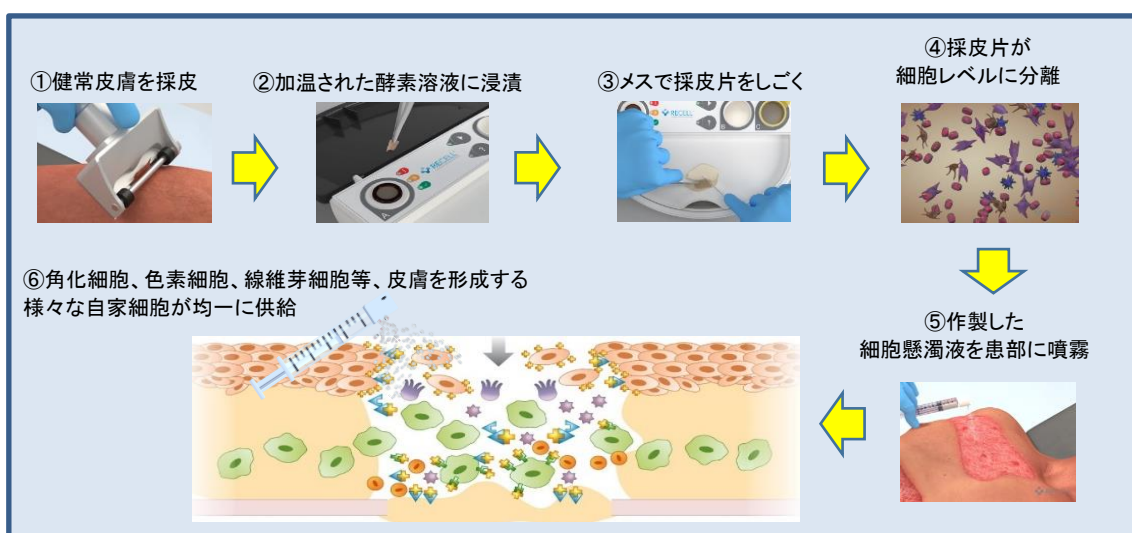 ①健常皮膚を採皮
②加温された酵素溶液に浸漬
RECELL
A
③メスで採皮片をしごく
RECELL
④採皮片が
細胞レベルに分離
⑤作製した
細胞懸濁液を患部に噴霧
⑥角化細胞、色素細胞、線維芽細胞等、皮膚を形成する
様々な自家細胞が均一に供給